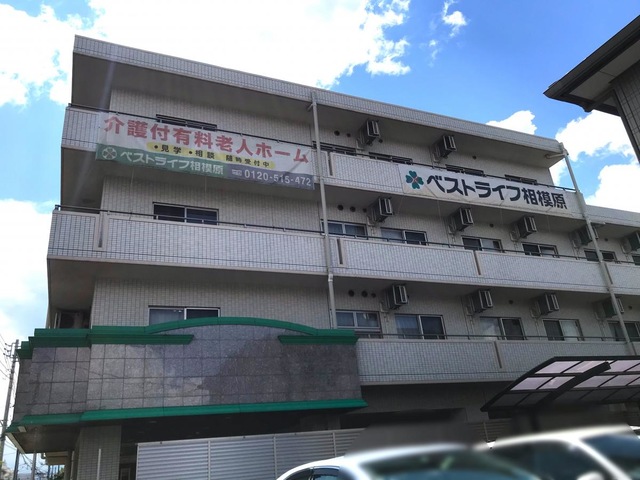 介護付有料老人ホーム
・見学・相談 随時受付中
ベストライフ相模原
0120-515-472
ベストライフ相模原